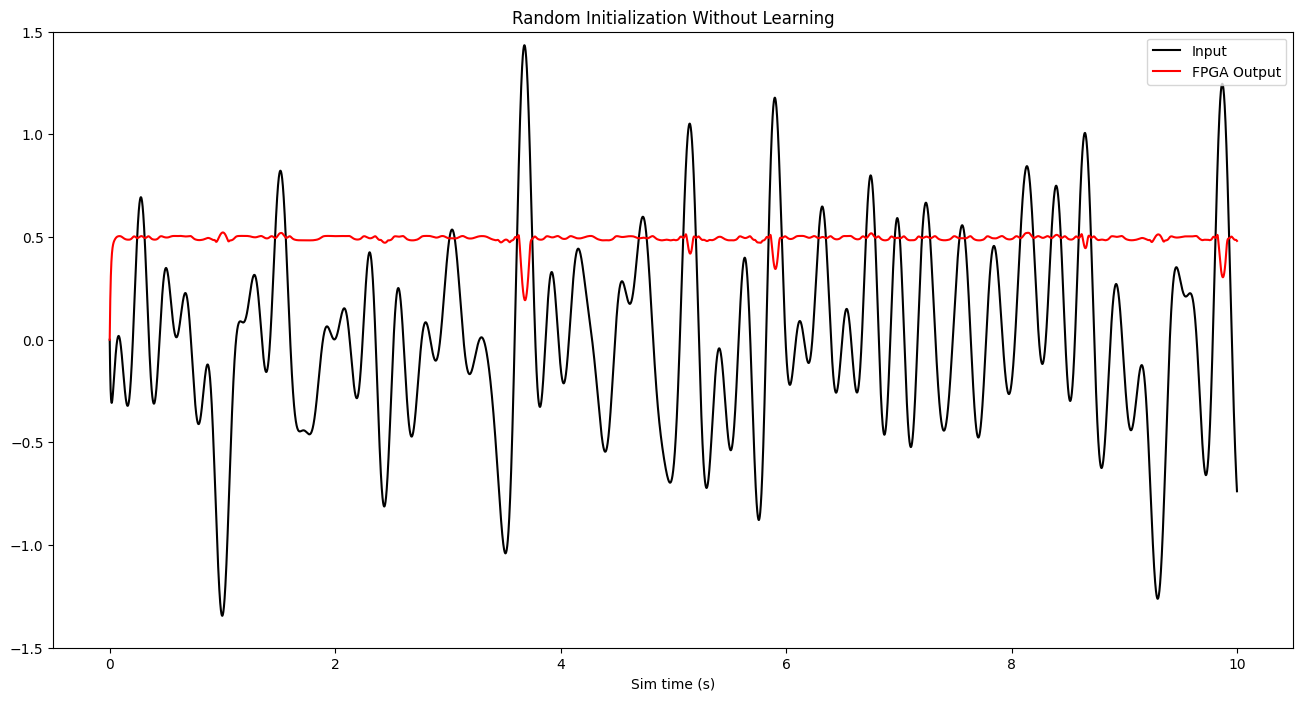 Random Initialization Without Learning
Input
FPGA Output
1.5
1.0
0.5
0.0
−0.5
−1.0
−1.5
0 2 4 6 8 10
Sim time (s)